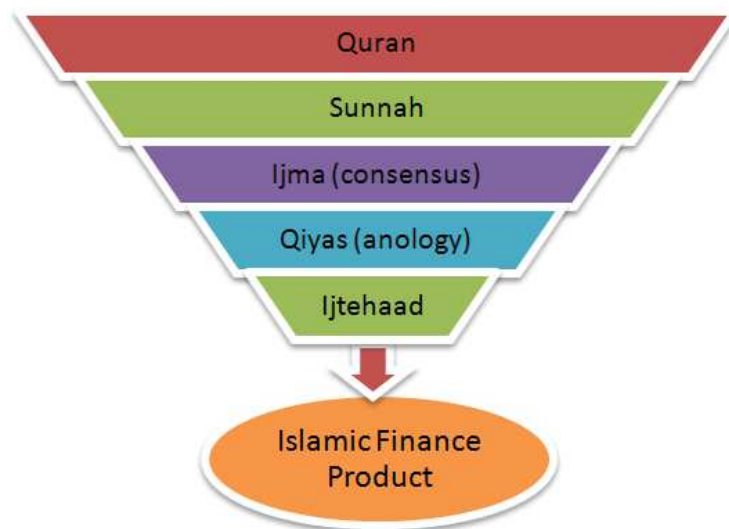 Quran
Sunnah
Ijma (consensus)
Qiyas (anology)
Ijtehaad
Islamic Finance
Product